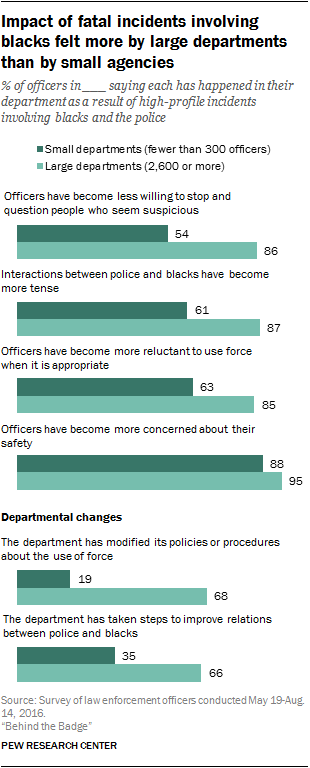 Impact of fatal incidents involving
blacks felt more by large departments
than by small agencies
% of officers in ___ saying each has happened in their
department as a result of high-profile incidents
involving blacks and the police
Small departments (fewer than 300 officers)
Large departments (2,600 or more)
Officers have become less willing to stop and
question people who seem suspicious
54
86
Interactions between police and blacks have become
more tense
61
87
Officers have become more reluctant to use force
when it is appropriate
63
85
Officers have become more concerned about their
safety
88
95
Departmental changes
The department has modified its policies or procedures
about the use of force
19
68
The department has taken steps to improve relations
between police and blacks
35
66
Source: Survey of law enforcement officers conducted May 19-Aug.
14, 2016.
“Behind the Badge”
PEW RESEARCH CENTER